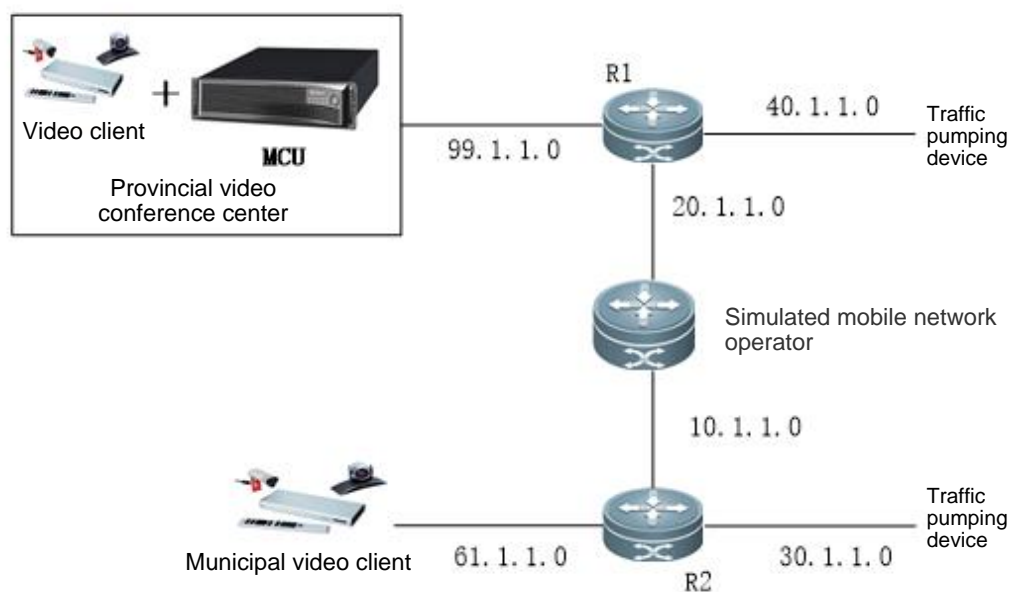 Video client
+
MCU
Provincial video
conference center
99. 1. 1. 0
R1
40. 1. 1. 0
Traffic
pumping
device
20. 1. 1. 0
Simulated mobile network
operator
10. 1. 1. 0
Municipal video client
61. 1. 1. 0
R2
30. 1. 1. 0
Traffic
pumping
device